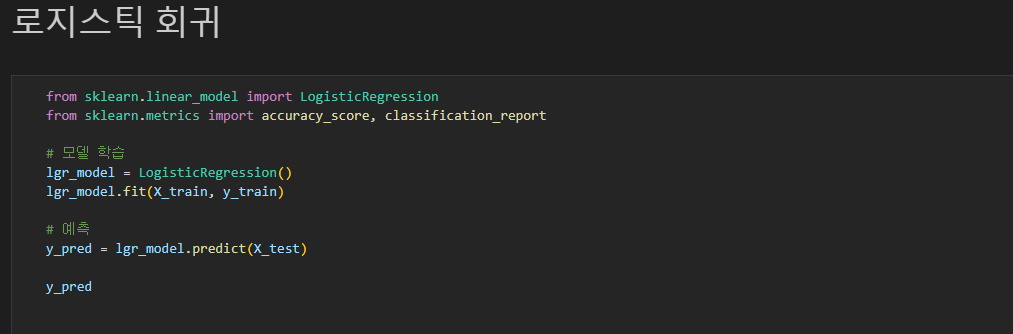 로지스틱 회귀
from sklearn.linear_model import LogisticRegression
from sklearn.metrics import accuracy_score, classification_report
# 모델 학습
lgr_model = LogisticRegression()
lgr_model.fit(X_train, y_train)
# 예측
y_pred = lgr_model.predict(X_test)
y_pred